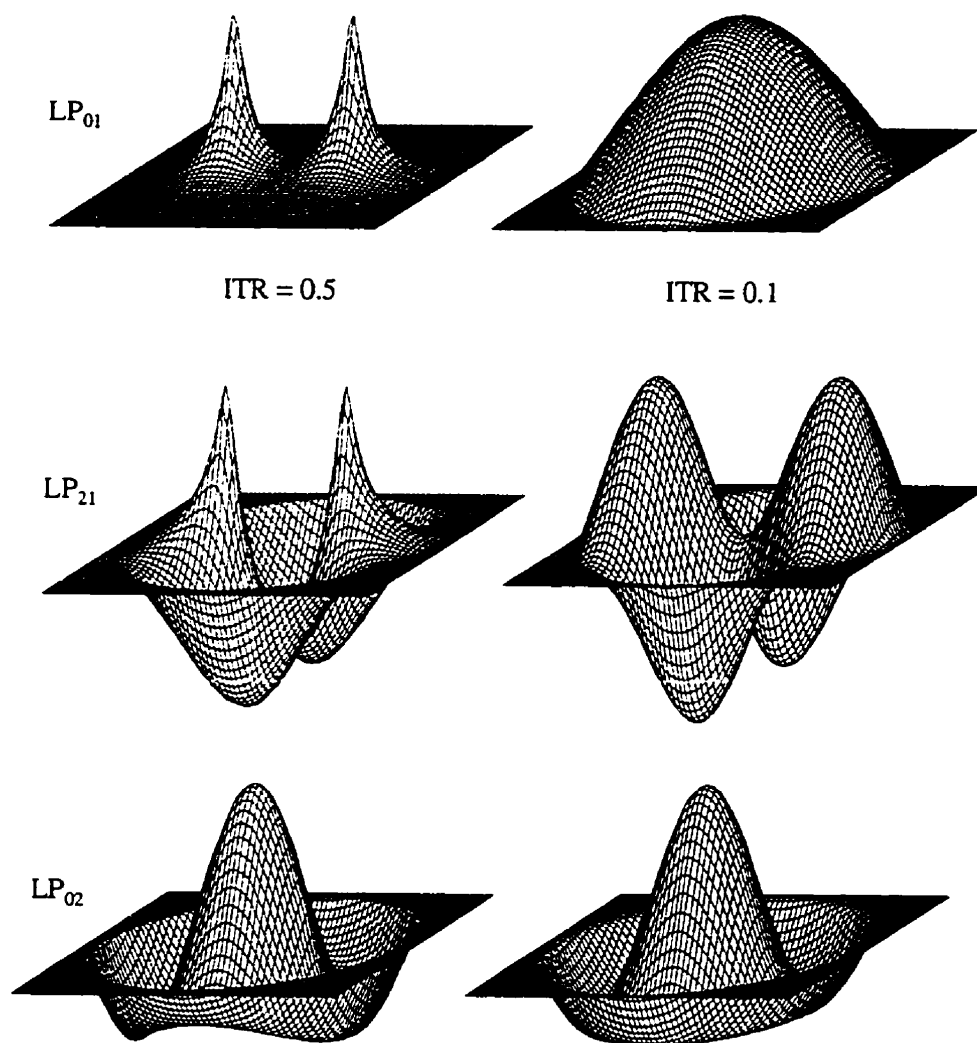 LP₀₁
ITR = 0.5
ITR = 0.1
LP₂₁
LP₀₂